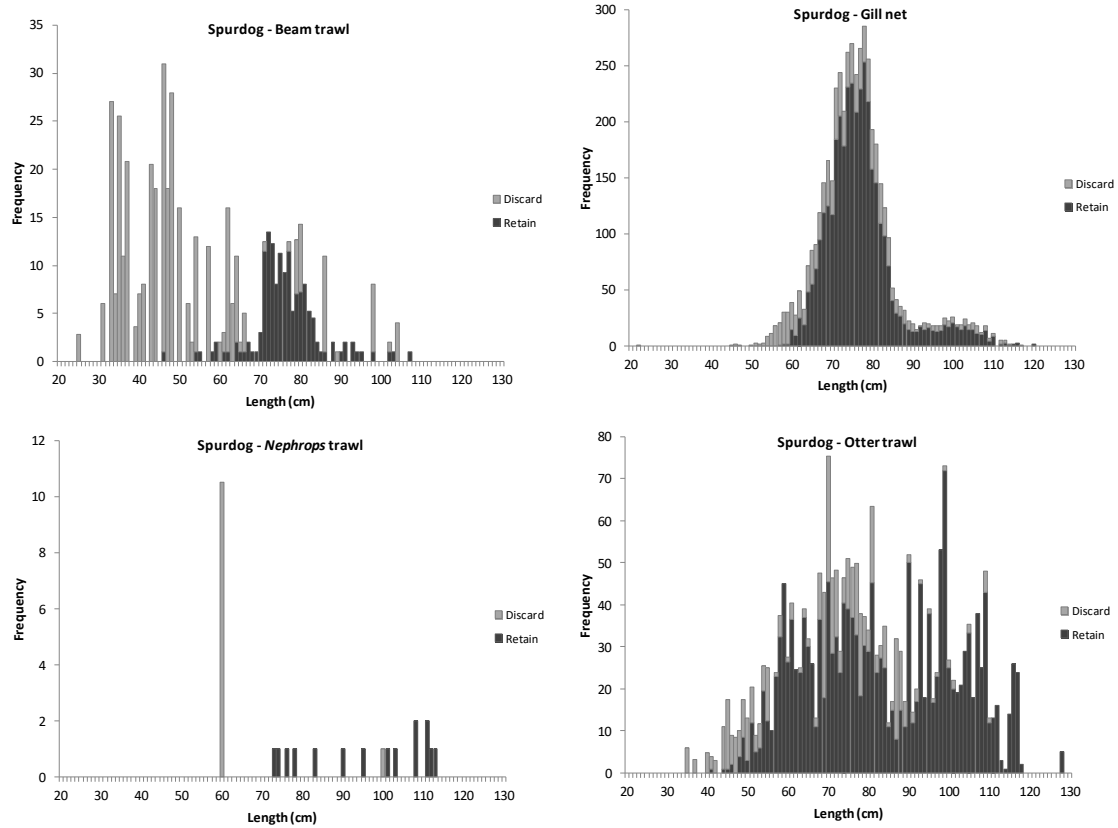 Spurdog - Beam trawl
35
30
25
20
15
10
5
0
Frequency
20 30 40 50 60 70 80 90 100 110 120 130
Length (cm)
Discard
Retain
Spurdog - Gill net
300
250
200
150
100
50
0
Frequency
20 30 40 50 60 70 80 90 100 110 120 130
Length (cm)
Discard
Retain
Spurdog - Nephrops trawl
12
10
8
6
4
2
0
Frequency
20 30 40 50 60 70 80 90 100 110 120 130
Length (cm)
Discard
Retain
Spurdog - Otter trawl
80
70
60
50
40
30
20
10
0
Frequency
20 30 40 50 60 70 80 90 100 110 120 130
Length (cm)
Discard
Retain